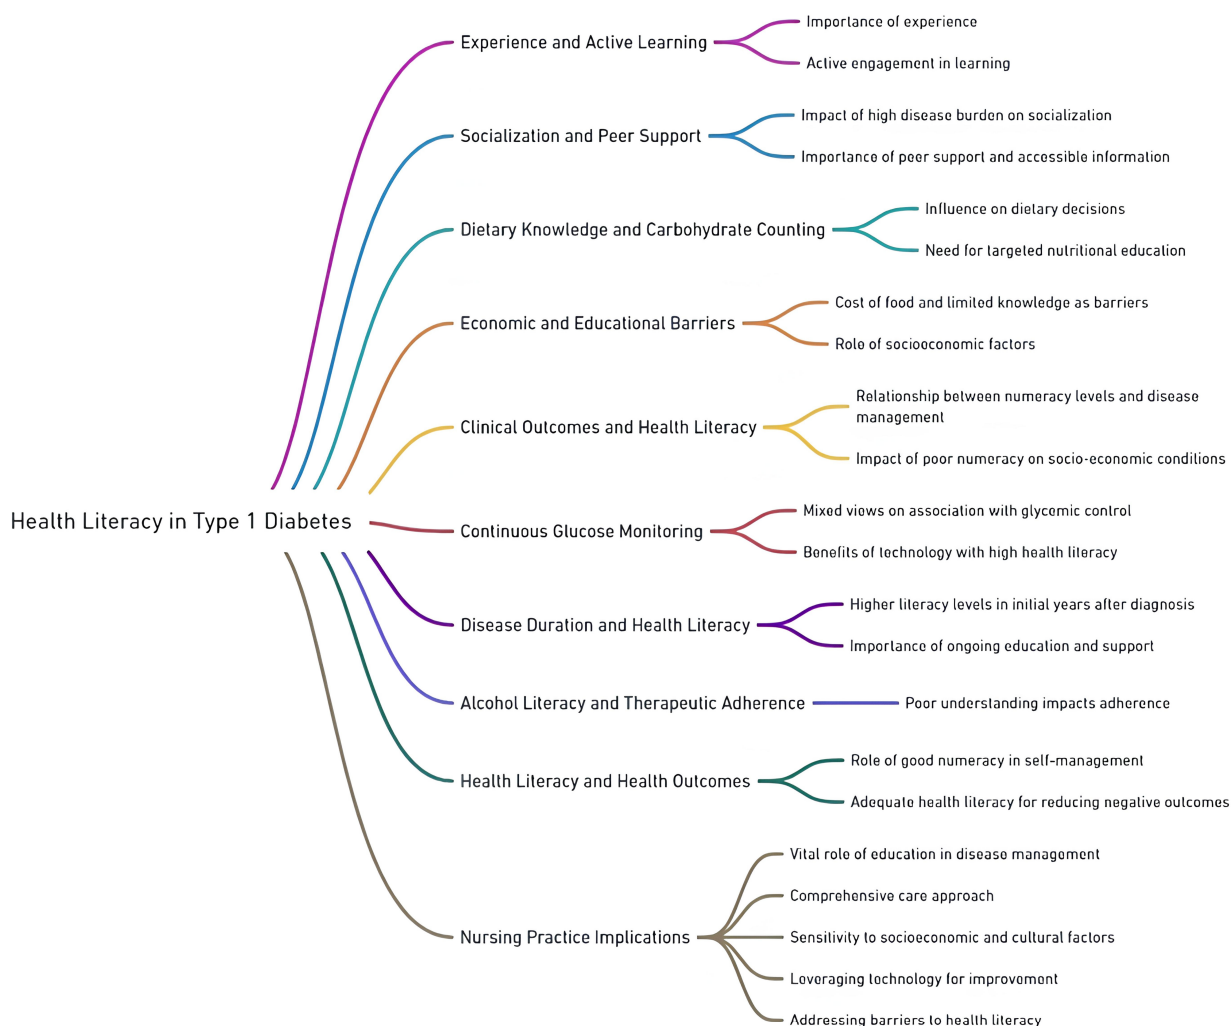 Experience and Active Learning
Importance of experience
Active engagement in learning
Socialization and Peer Support
Impact of high disease burden on socialization
Importance of peer support and accessible information
Dietary Knowledge and Carbohydrate Counting
Influence on dietary decisions
Need for targeted nutritional education
Economic and Educational Barriers
Cost of food and limited knowledge as barriers
Role of socioeconomic factors
Clinical Outcomes and Health Literacy
Relationship between numeracy levels and disease
management
Impact of poor numeracy on socio-economic conditions
Health Literacy in Type 1 Diabetes
Continuous Glucose Monitoring
Mixed views on association with glycemic control
Benefits of technology with high health literacy
Disease Duration and Health Literacy
Higher literacy levels in initial years after diagnosis
Importance of ongoing education and support
Alcohol Literacy and Therapeutic Adherence
Poor understanding impacts adherence
Health Literacy and Health Outcomes
Role of good numeracy in self-management
Adequate health literacy for reducing negative outcomes
Nursing Practice Implications
Vital role of education in disease management
Comprehensive care approach
Sensitivity to socioeconomic and cultural factors
Leveraging technology for improvement
Addressing barriers to health literacy